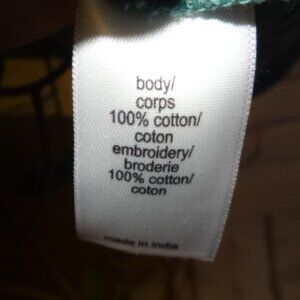 body/
corps
100% cotton/
coton
embroidery/
broderie
100% cotton/
coton
made in india